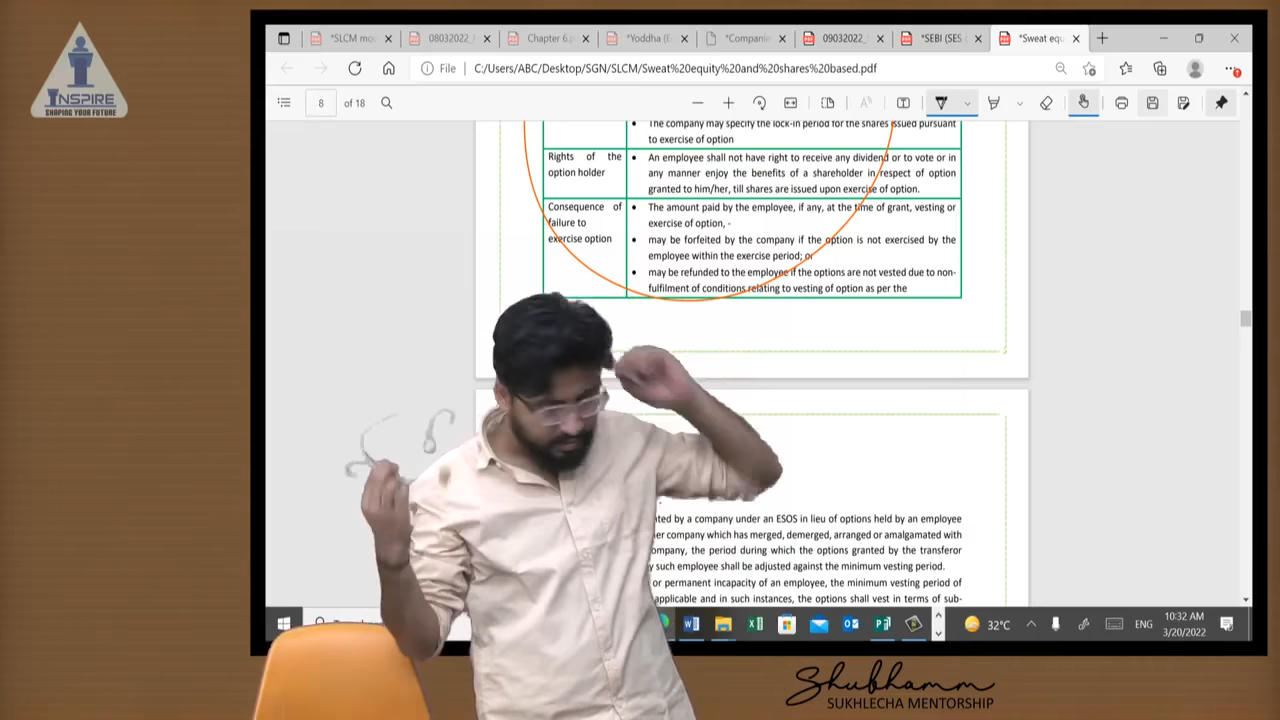 INSPIRE
SHAPING YOUR FUTURE
*SLCM mo
08032022_
Chapter 6.p
*Yoddha (E
*Companie
09032022_
*SEBI (SES
*Sweat equ
File
C:/Users/ABC/Desktop/SGN/SLCM/Sweat%20equity%20and%20shares%20based.pdf
8 of 18
• The company may specify the lock-in period for the shares issued pursuant
to exercise of option
Rights of the
option holder
• An employee shall not have right to receive any dividend or to vote or in
any manner enjoy the benefits of a shareholder in respect of option
granted to him/her, till shares are issued upon exercise of option.
Consequence of
failure to
exercise option
• The amount paid by the employee, if any, at the time of grant, vesting or
exercise of option, -
• may be forfeited by the company if the option is not exercised by the
employee within the exercise period; or
• may be refunded to the employee if the options are not vested due to non-
fulfilment of conditions relating to vesting of option as per the
nted by a company under an ESOS in lieu of options held by an employee
er company which has merged, demerged, arranged or amalgamated with
ompany, the period during which the options granted by the transferor
y such employee shall be adjusted against the minimum vesting period.
or permanent incapacity of an employee, the minimum vesting period of
applicable and in such instances, the options shall vest in terms of sub-
32°C
ENG
10:32 AM
3/20/2022
Shubhamm
SUKHLECHA MENTORSHIP